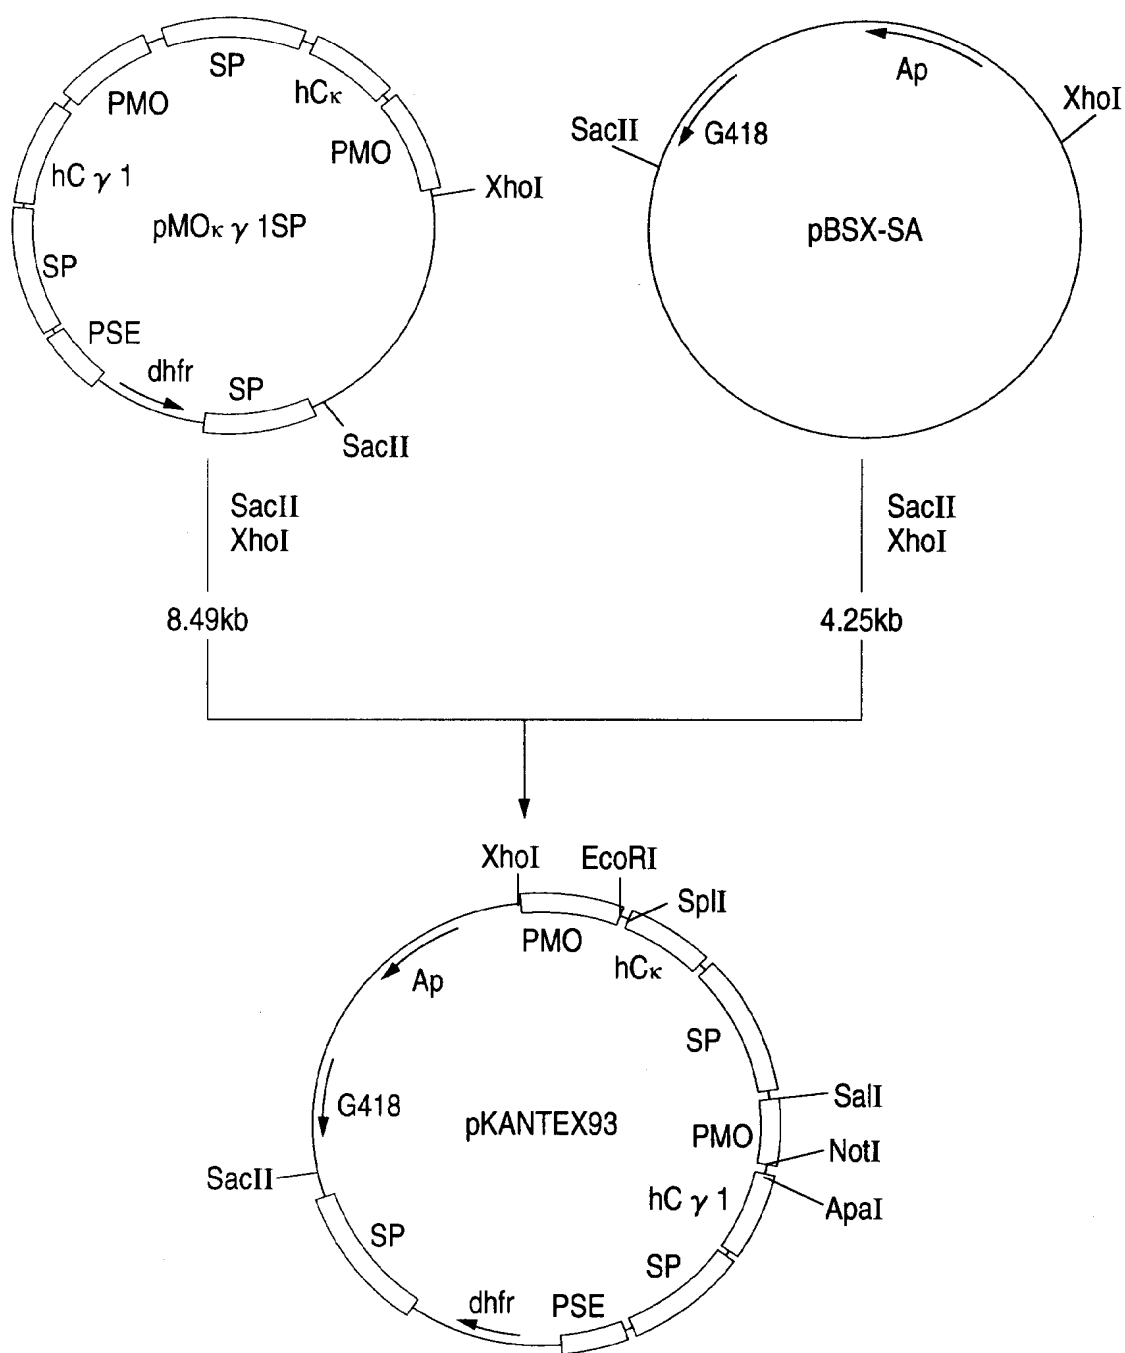 SP
PMO
hCκ
PMO
XhoI
hC γ 1
pMOκ γ 1SP
SP
PSE
dhfr
SP
SacII
Ap
XhoI
G418
SacII
pBSX-SA
SacII
XhoI
8.49kb
SacII
XhoI
4.25kb
XhoI
EcoRI
SplI
PMO
hCκ
Ap
SP
SalI
G418
pKANTEX93
PMO
NotI
SacII
hC γ 1
ApaI
SP
SP
dhfr
PSE